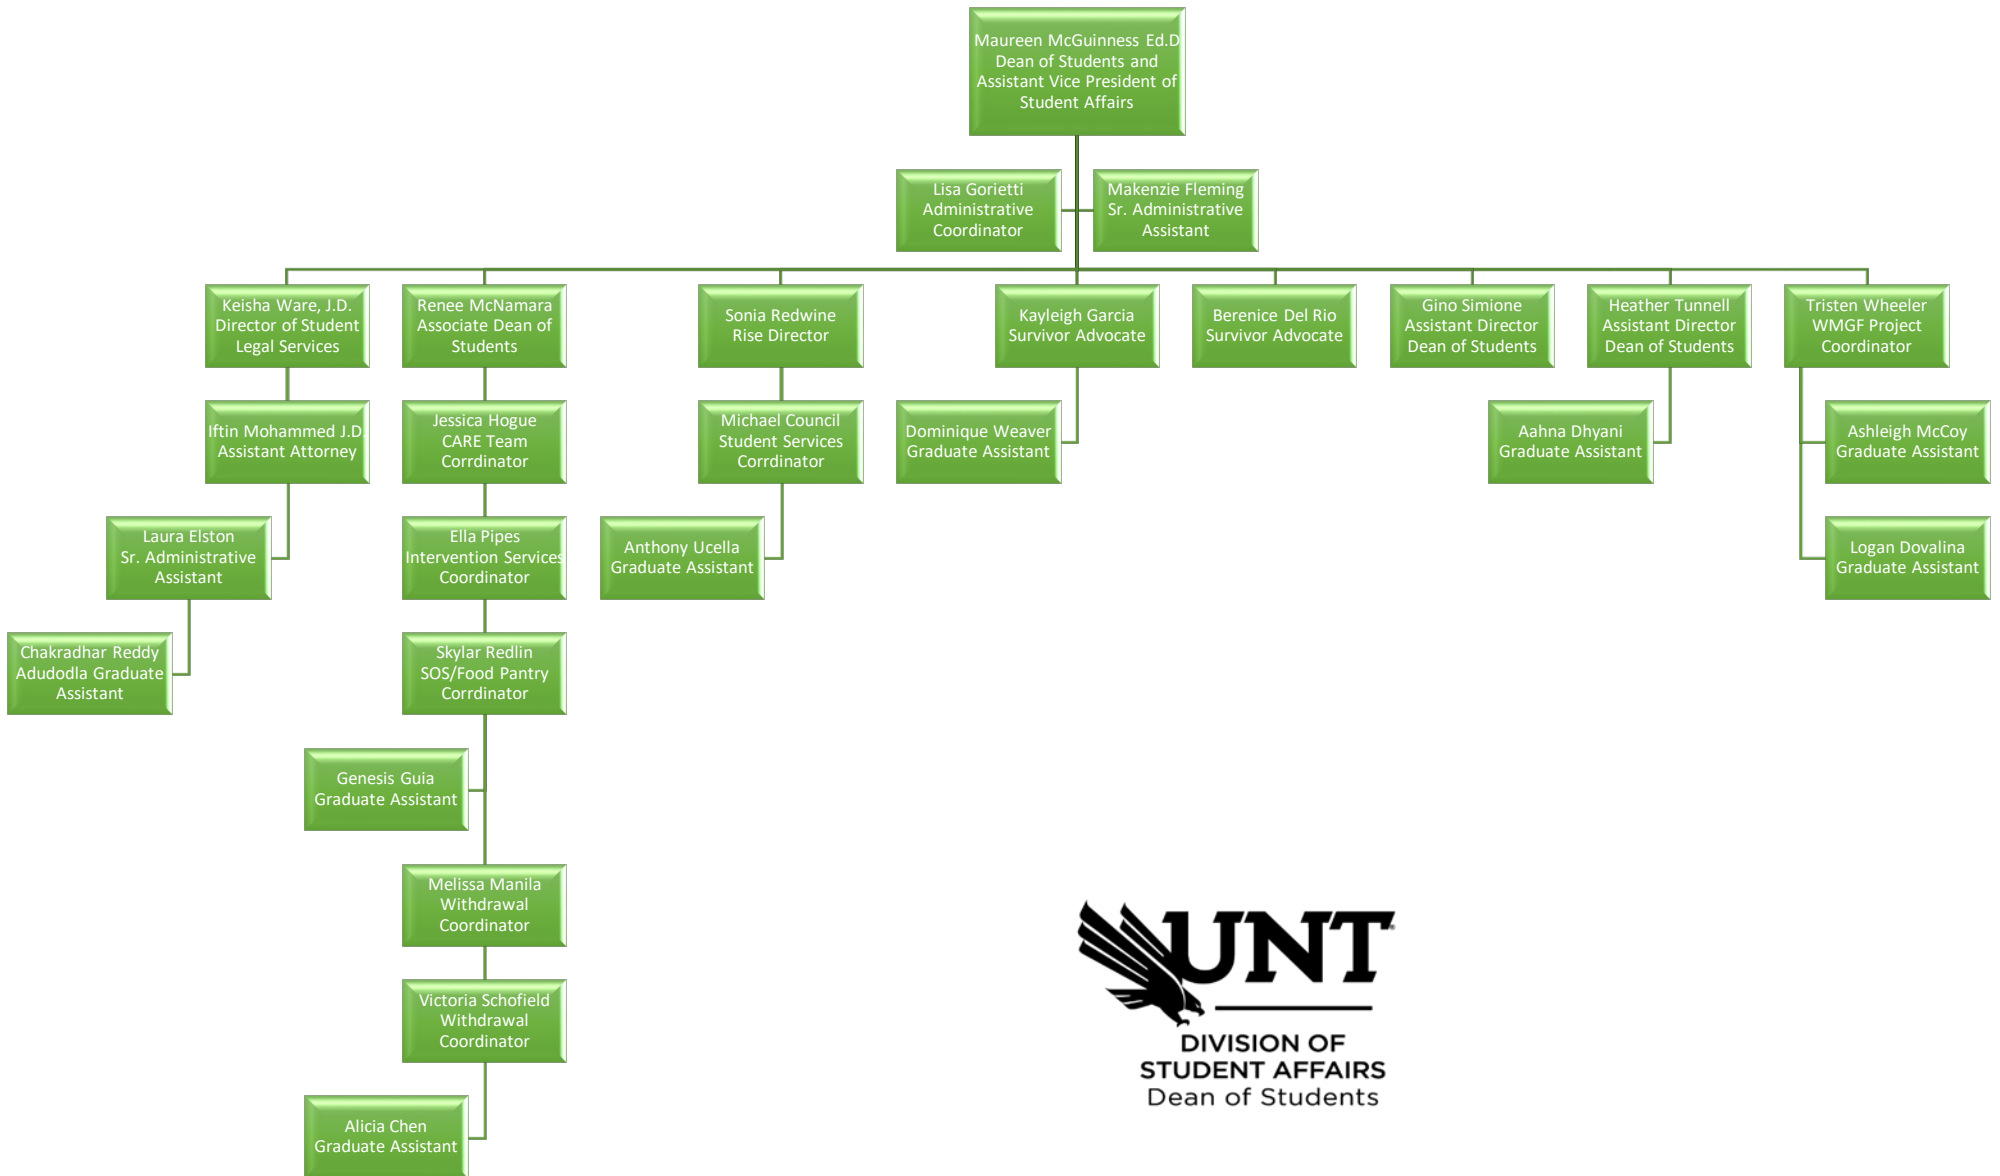 Maureen McGuinness Ed.D
Dean of Students and
Assistant Vice President of
Student Affairs
Lisa Gorietti
Administrative
Coordinator
Makenzie Fleming
Sr. Administrative
Assistant
Keisha Ware, J.D.
Director of Student
Legal Services
Renee McNamara
Associate Dean of
Students
Sonia Redwine
Rise Director
Kayleigh Garcia
Survivor Advocate
Berenice Del Rio
Survivor Advocate
Gino Simione
Assistant Director
Dean of Students
Heather Tunnell
Assistant Director
Dean of Students
Tristen Wheeler
WMGF Project
Coordinator
Iftin Mohammed J.D.
Assistant Attorney
Jessica Hogue
CARE Team
Corrdinator
Michael Council
Student Services
Corrdinator
Dominique Weaver
Graduate Assistant
Aahna Dhyani
Graduate Assistant
Ashleigh McCoy
Graduate Assistant
Laura Elston
Sr. Administrative
Assistant
Ella Pipes
Intervention Services
Coordinator
Anthony Ucella
Graduate Assistant
Logan Dovalina
Graduate Assistant
Chakradhar Reddy
Adudodla Graduate
Assistant
Skylar Redlin
SOS/Food Pantry
Corrdinator
Genesis Guia
Graduate Assistant
Melissa Manila
Withdrawal
Coordinator
Victoria Schofield
Withdrawal
Coordinator
Alicia Chen
Graduate Assistant
UNT
DIVISION OF
STUDENT AFFAIRS
Dean of Students